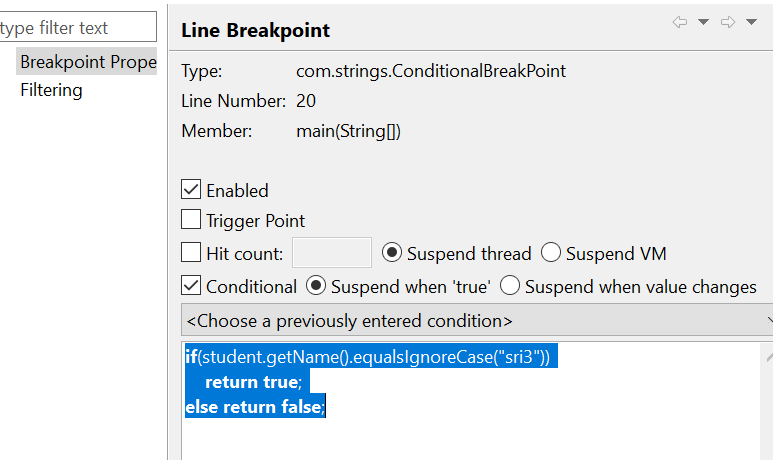 type filter text
Breakpoint Prope
Filtering
Line Breakpoint
Type: com.strings.ConditionalBreakPoint
Line Number: 20
Member: main(String[])
Enabled
Trigger Point
Hit count: Suspend thread Suspend VM
Conditional Suspend when 'true' Suspend when value changes
<Choose a previously entered condition>
if(student.getName().equalsIgnoreCase("sri3"))
return true;
else return false;